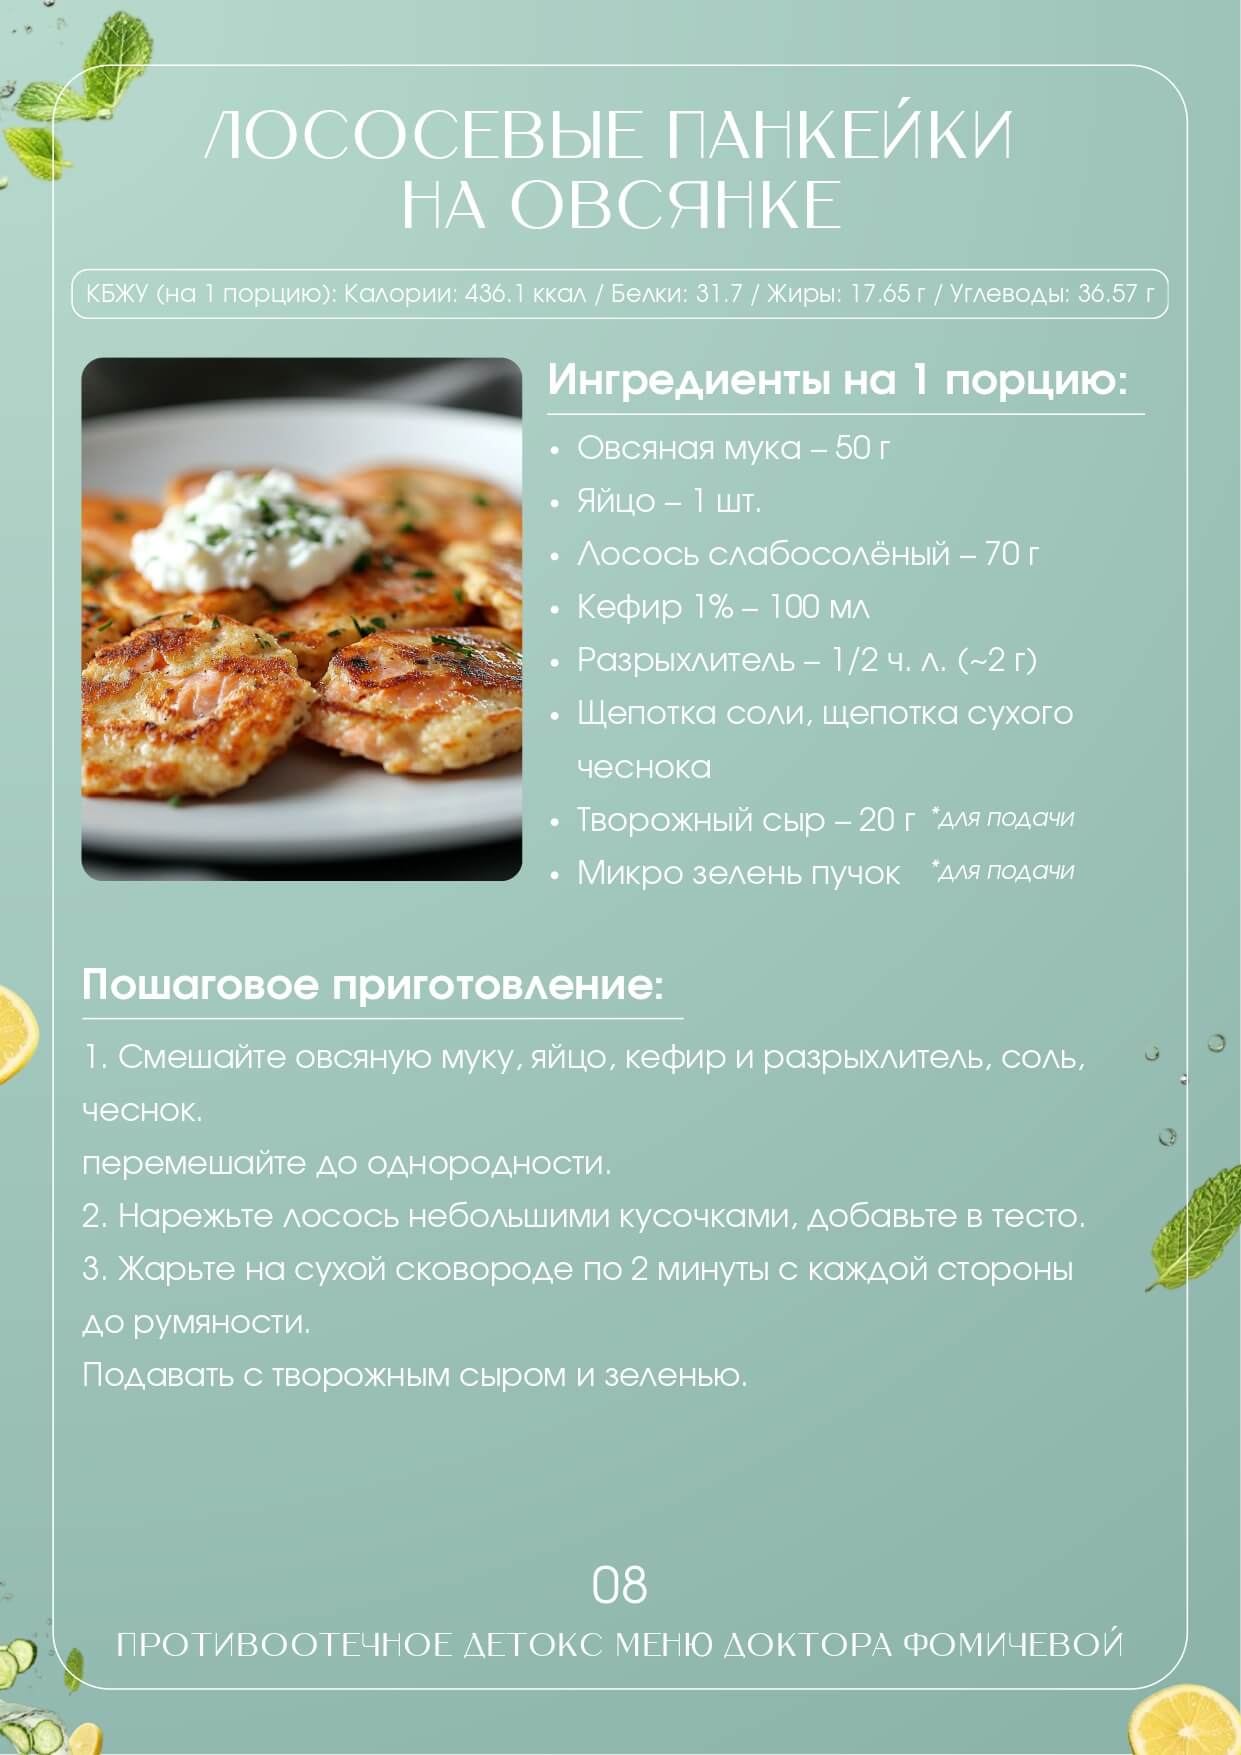 ЛОСОСЕВЫЕ ПАНКЕЙКИ
НА ОВСЯНКЕ
КБЖУ (на 1 порцию): Калории: 436.1 ккал / Белки: 31.7 / Жиры: 17.65 г / Углеводы: 36.57 г
Ингредиенты на 1 порцию:
• Овсяная мука – 50 г
• Яйцо – 1 шт.
• Лосось слабосолёный – 70 г
• Кефир 1% – 100 мл
• Разрыхлитель – 1/2 ч. л. (~2 г)
• Щепотка соли, щепотка сухого
чеснока
• Творожный сыр – 20 г *для подачи
• Микро зелень пучок *для подачи
Пошаговое приготовление:
1. Смешайте овсяную муку, яйцо, кефир и разрыхлитель, соль,
чеснок.
перемешайте до однородности.
2. Нарежьте лосось небольшими кусочками, добавьте в тесто.
3. Жарьте на сухой сковороде по 2 минуты с каждой стороны
до румяности.
Подавать с творожным сыром и зеленью.
08
ПРОТИВООТЕЧНОЕ ДЕТОКС МЕНЮ ДОКТОРА ФОМИЧЕВОЙ